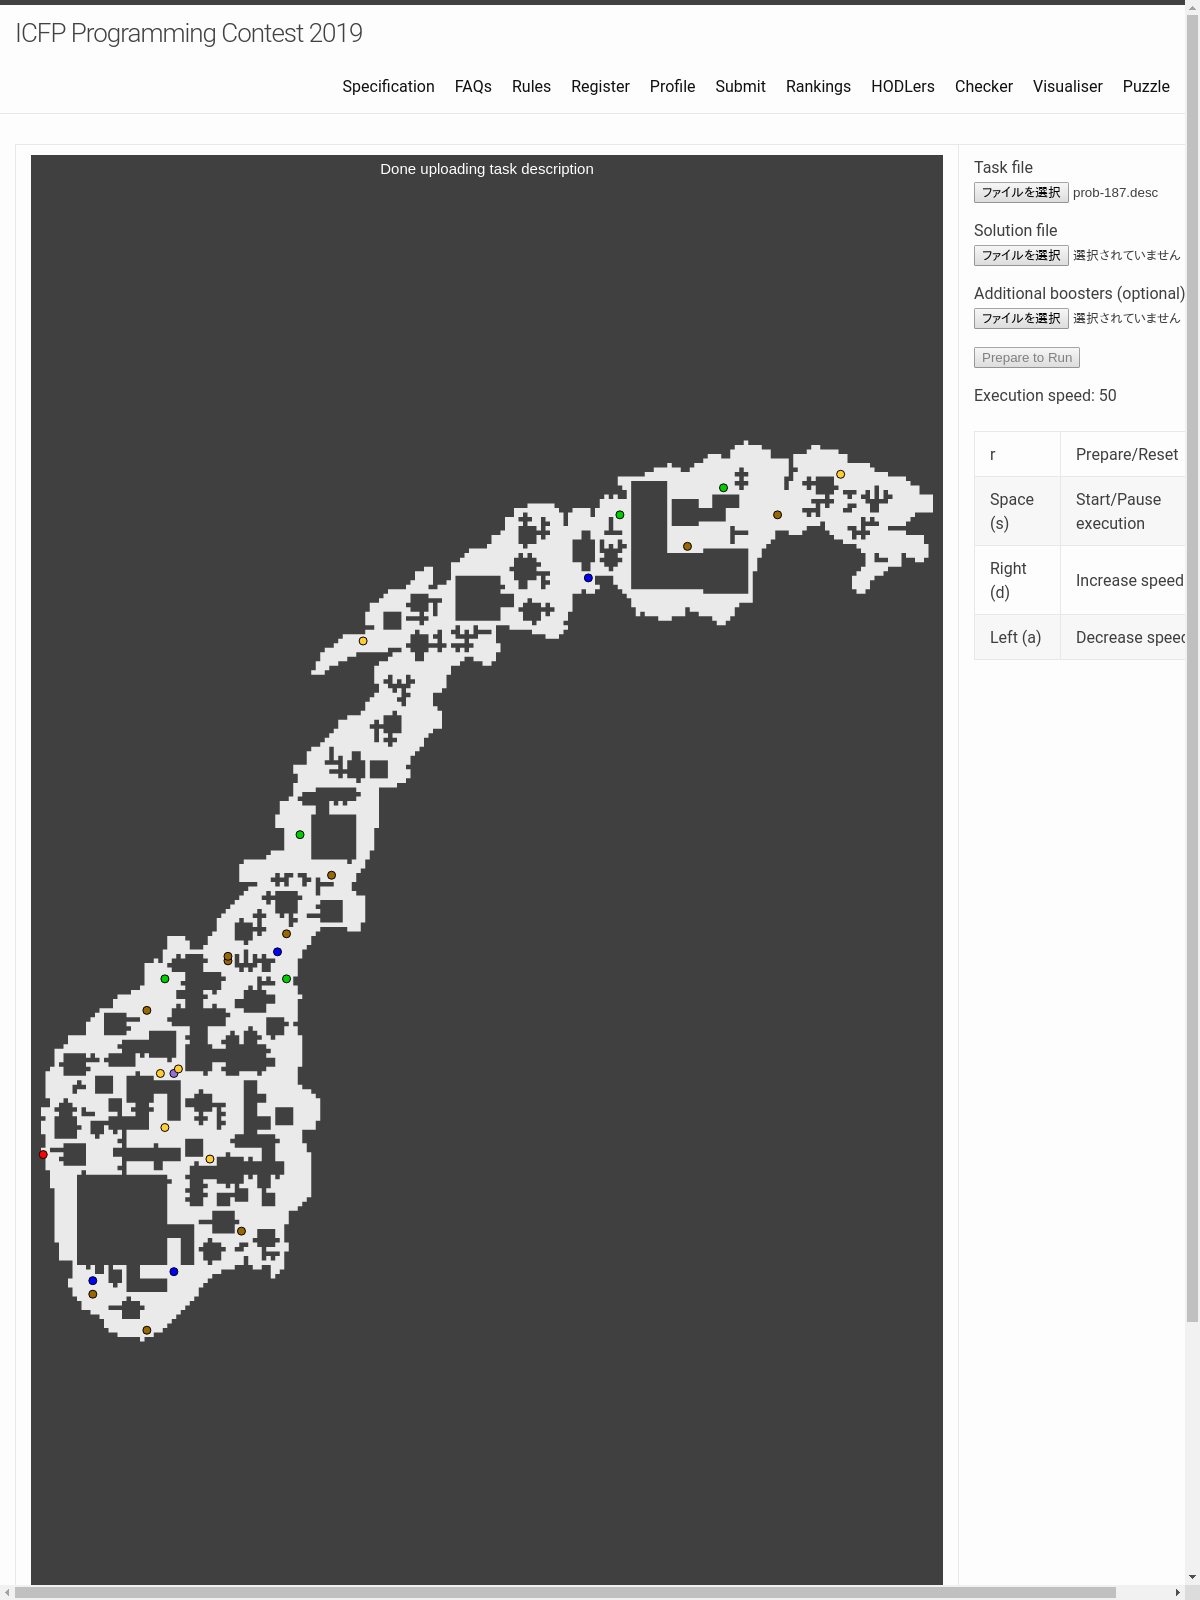 ICFP Programming Contest 2019
Specification FAQs Rules Register Profile Submit Rankings HODLers Checker Visualiser Puzzle
Done uploading task description
Task file
ファイルを選択 prob-187.desc
Solution file
ファイルを選択 選択されていません
Additional boosters (optional)
ファイルを選択 選択されていません
Prepare to Run
Execution speed: 50
r Prepare/Reset
Space (s) Start/Pause execution
Right (d) Increase speed
Left (a) Decrease speed